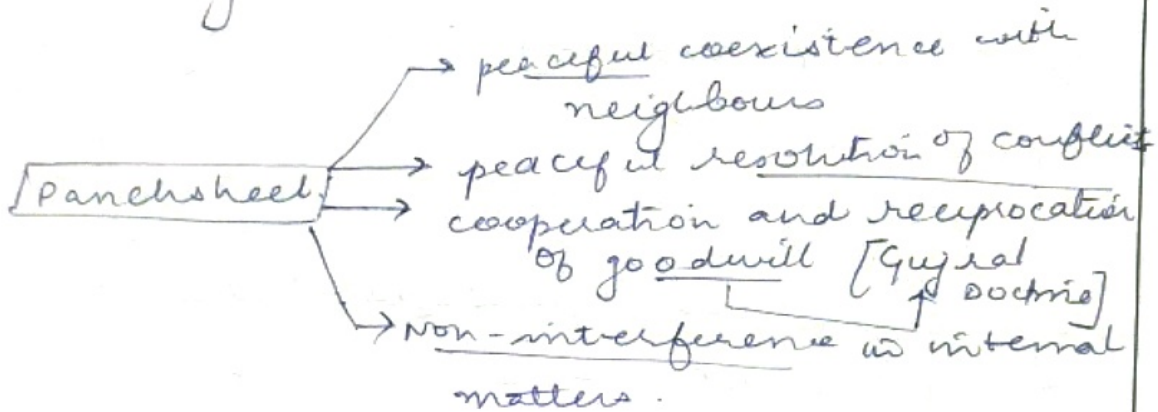 peaceful coexistence with
neighbours
peaceful resolution of conflict
Panchsheel
cooperation and reciprocation
of goodwill [Gujral
Doctrine]
Non-interference in internal
matters.